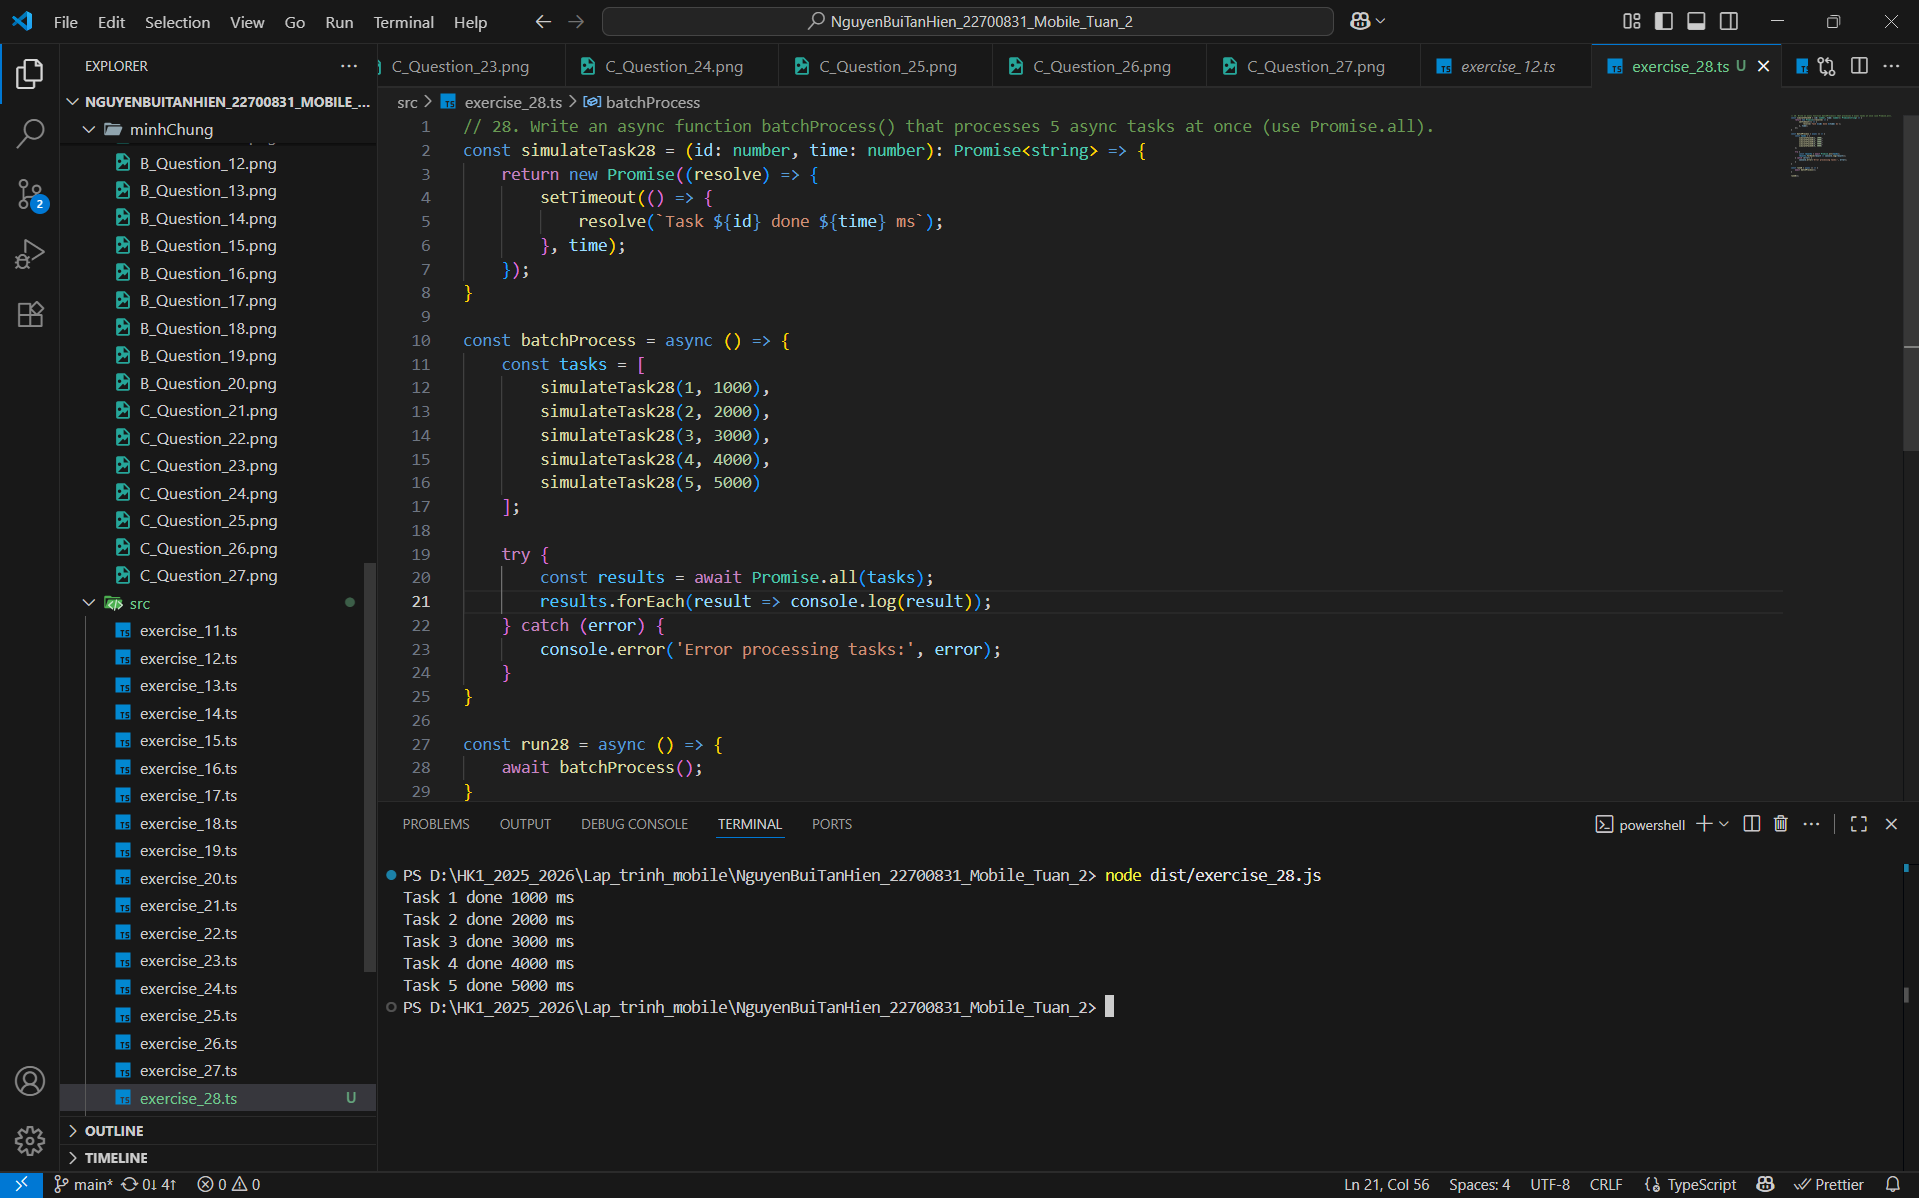 File Edit Selection View Go Run Terminal Help
NguyenBuiTanHien_22700831_Mobile_Tuan_2
EXPLORER
NGUYENBUITANHIEN_22700831_MOBILE_...
minhChung
B_Question_12.png
B_Question_13.png
B_Question_14.png
B_Question_15.png
B_Question_16.png
B_Question_17.png
B_Question_18.png
B_Question_19.png
B_Question_20.png
C_Question_21.png
C_Question_22.png
C_Question_23.png
C_Question_24.png
C_Question_25.png
C_Question_26.png
C_Question_27.png
src
exercise_11.ts
exercise_12.ts
exercise_13.ts
exercise_14.ts
exercise_15.ts
exercise_16.ts
exercise_17.ts
exercise_18.ts
exercise_19.ts
exercise_20.ts
exercise_21.ts
exercise_22.ts
exercise_23.ts
exercise_24.ts
exercise_25.ts
exercise_26.ts
exercise_27.ts
exercise_28.ts U
OUTLINE
TIMELINE
2
C_Question_23.png C_Question_24.png C_Question_25.png C_Question_26.png C_Question_27.png exercise_12.ts exercise_28.ts U
src > exercise_28.ts > batchProcess
1 // 28. Write an async function batchProcess() that processes 5 async tasks at once (use Promise.all).
2 const simulateTask28 = (id: number, time: number): Promise<string> => {
3 return new Promise((resolve) => {
4 setTimeout(() => {
5 resolve(`Task ${id} done ${time} ms`);
6 }, time);
7 });
8 }
9
10 const batchProcess = async () => {
11 const tasks = [
12 simulateTask28(1, 1000),
13 simulateTask28(2, 2000),
14 simulateTask28(3, 3000),
15 simulateTask28(4, 4000),
16 simulateTask28(5, 5000)
17 ];
18
19 try {
20 const results = await Promise.all(tasks);
21 results.forEach(result => console.log(result));
22 } catch (error) {
23 console.error('Error processing tasks:', error);
24 }
25 }
26
27 const run28 = async () => {
28 await batchProcess();
29 }
PROBLEMS OUTPUT DEBUG CONSOLE TERMINAL PORTS
powershell
PS D:\HK1_2025_2026\Lap_trinh_mobile\NguyenBuiTanHien_22700831_Mobile_Tuan_2> node dist/exercise_28.js
Task 1 done 1000 ms
Task 2 done 2000 ms
Task 3 done 3000 ms
Task 4 done 4000 ms
Task 5 done 5000 ms
PS D:\HK1_2025_2026\Lap_trinh_mobile\NguyenBuiTanHien_22700831_Mobile_Tuan_2>
main* 0↓ 4↑ 0 0
Ln 21, Col 56 Spaces: 4 UTF-8 CRLF {} TypeScript Prettier